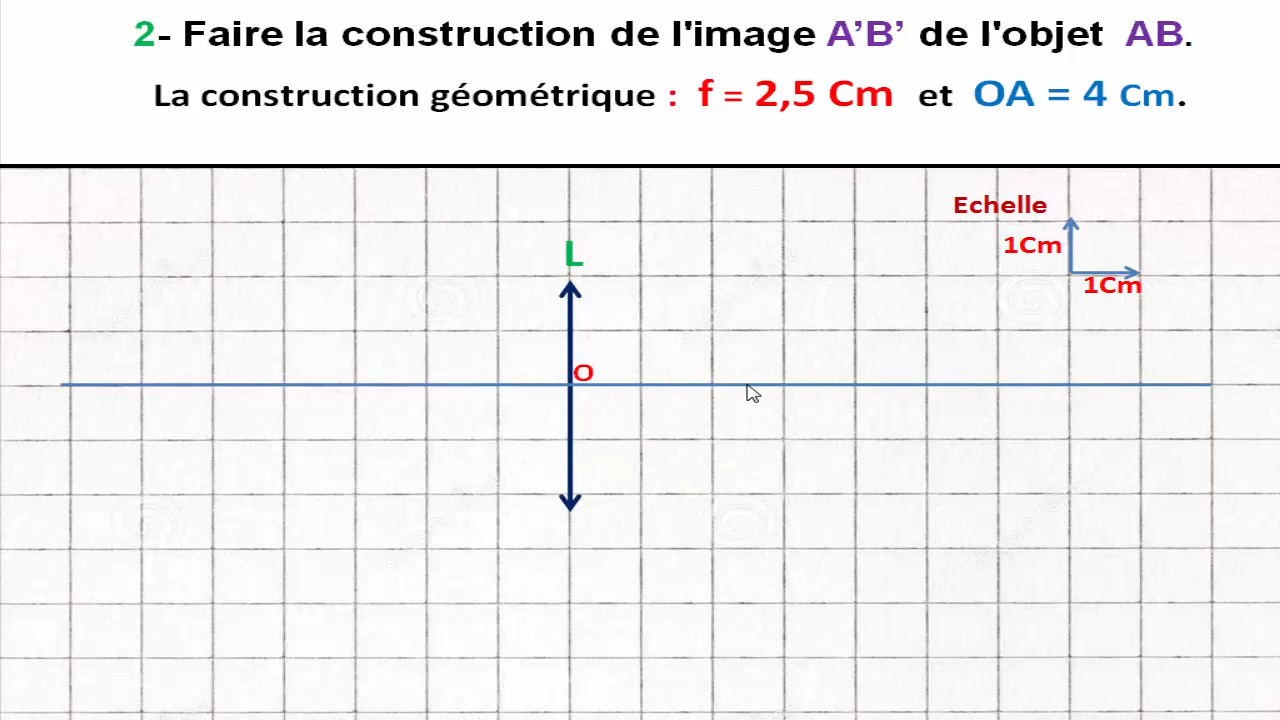 2- Faire la construction de l'image A’B’ de l'objet AB.
La construction géométrique : f = 2,5 Cm et OA = 4 Cm.
Echelle
1Cm
1Cm
L
O